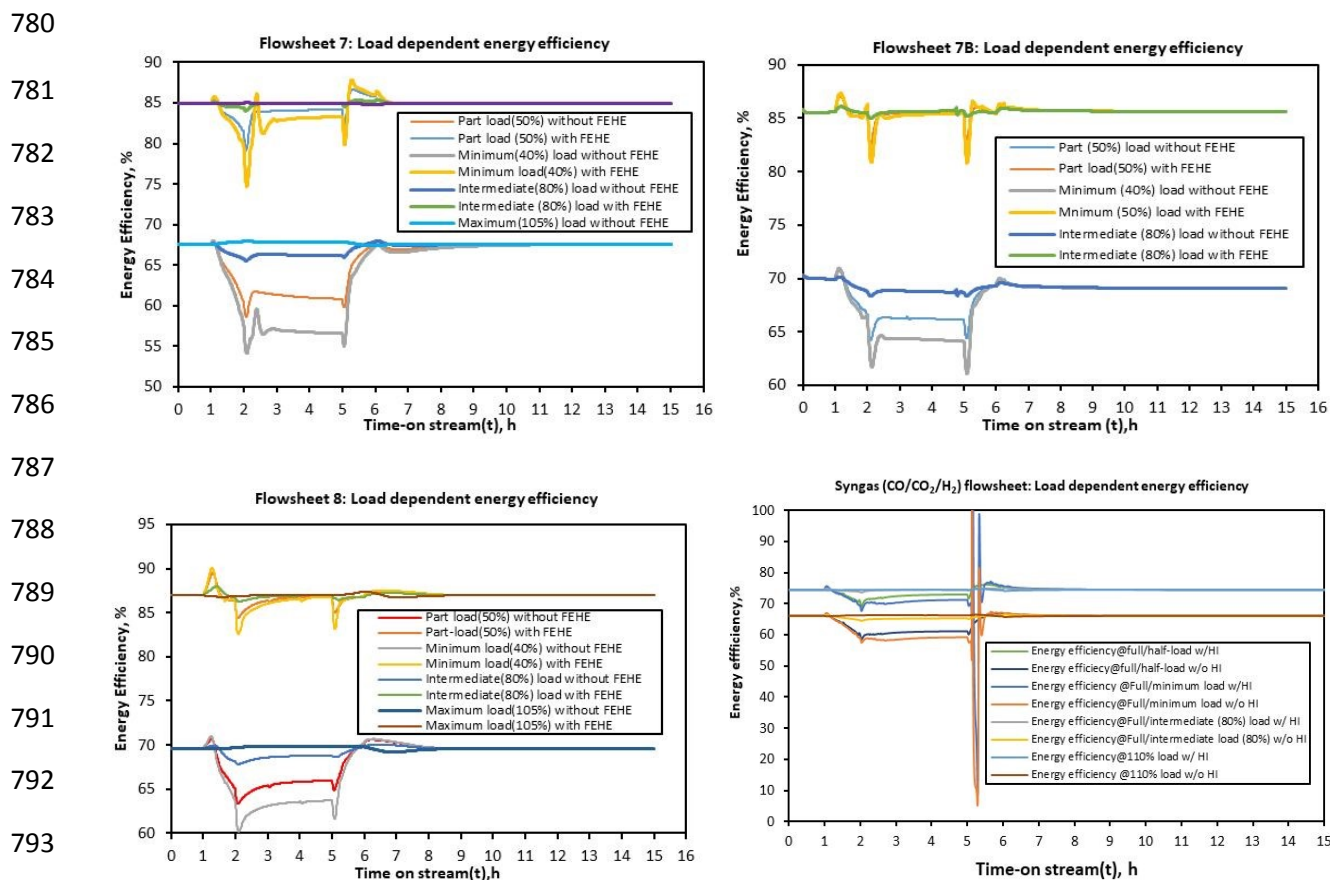 780
781
782
783
784
785
786
787
788
789
790
791
792
793
Flowsheet 7: Load dependent energy efficiency
Energy Efficiency, %
90
85
80
75
70
65
60
55
50
Part load(50%) without FEHE
Part load (50%) with FEHE
Minimum(40%) load without FEHE
Minimum load(40%) with FEHE
Intermediate(80%) load without FEHE
Intermediate (80%) load with FEHE
Maximum(105%) load without FEHE
0 1 2 3 4 5 6 7 8 9 10 11 12 13 14 15 16
Time-on stream(t), h
Flowsheet 7B: Load dependent energy efficiency
Energy Efficiency, %
90
85
80
75
70
65
60
Part (50%) load without FEHE
Part load(50%) with FEHE
Minimum (40%) load without FEHE
Mnimum (50%) load with FEHE
Intermediate (80%) load without FEHE
Intermediate (80%) load with FEHE
0 1 2 3 4 5 6 7 8 9 10 11 12 13 14 15 16
Time on stream (t), h
Flowsheet 8: Load dependent energy efficiency
Energy Efficiency, %
95
90
85
80
75
70
65
60
Part load(50%) without FEHE
Part-load(50%) with FEHE
Minimum load(40%) without FEHE
Minimum load(40%) with FEHE
Intermediate(80%) load without FEHE
Intermediate(80%) load with FEHE
Maximum load(105%) without FEHE
Maximum load(105%) with FEHE
0 1 2 3 4 5 6 7 8 9 10 11 12 13 14 15 16
Time on stream(t),h
Syngas (CO/CO₂/H₂) flowsheet: Load dependent energy efficiency
Energy effficiency,%
100
90
80
70
60
50
40
30
20
10
0
Energy efficiency@full/half-load w/HI
Energy efficiecy@full/half-load w/o HI
Energy efficiency @Full/minimum load w/HI
Energy efficiency@Full/minimum load w/o HI
Energy efficiency@Full/intermediate (80%) load w/ HI
Energy efficiency@Full/intermediate load (80%) w/o HI
Energy efficiency@110% load w/ HI
Energy efficiency @110% load w/o HI
0 1 2 3 4 5 6 7 8 9 10 11 12 13 14 15
Time-on stream(t), h